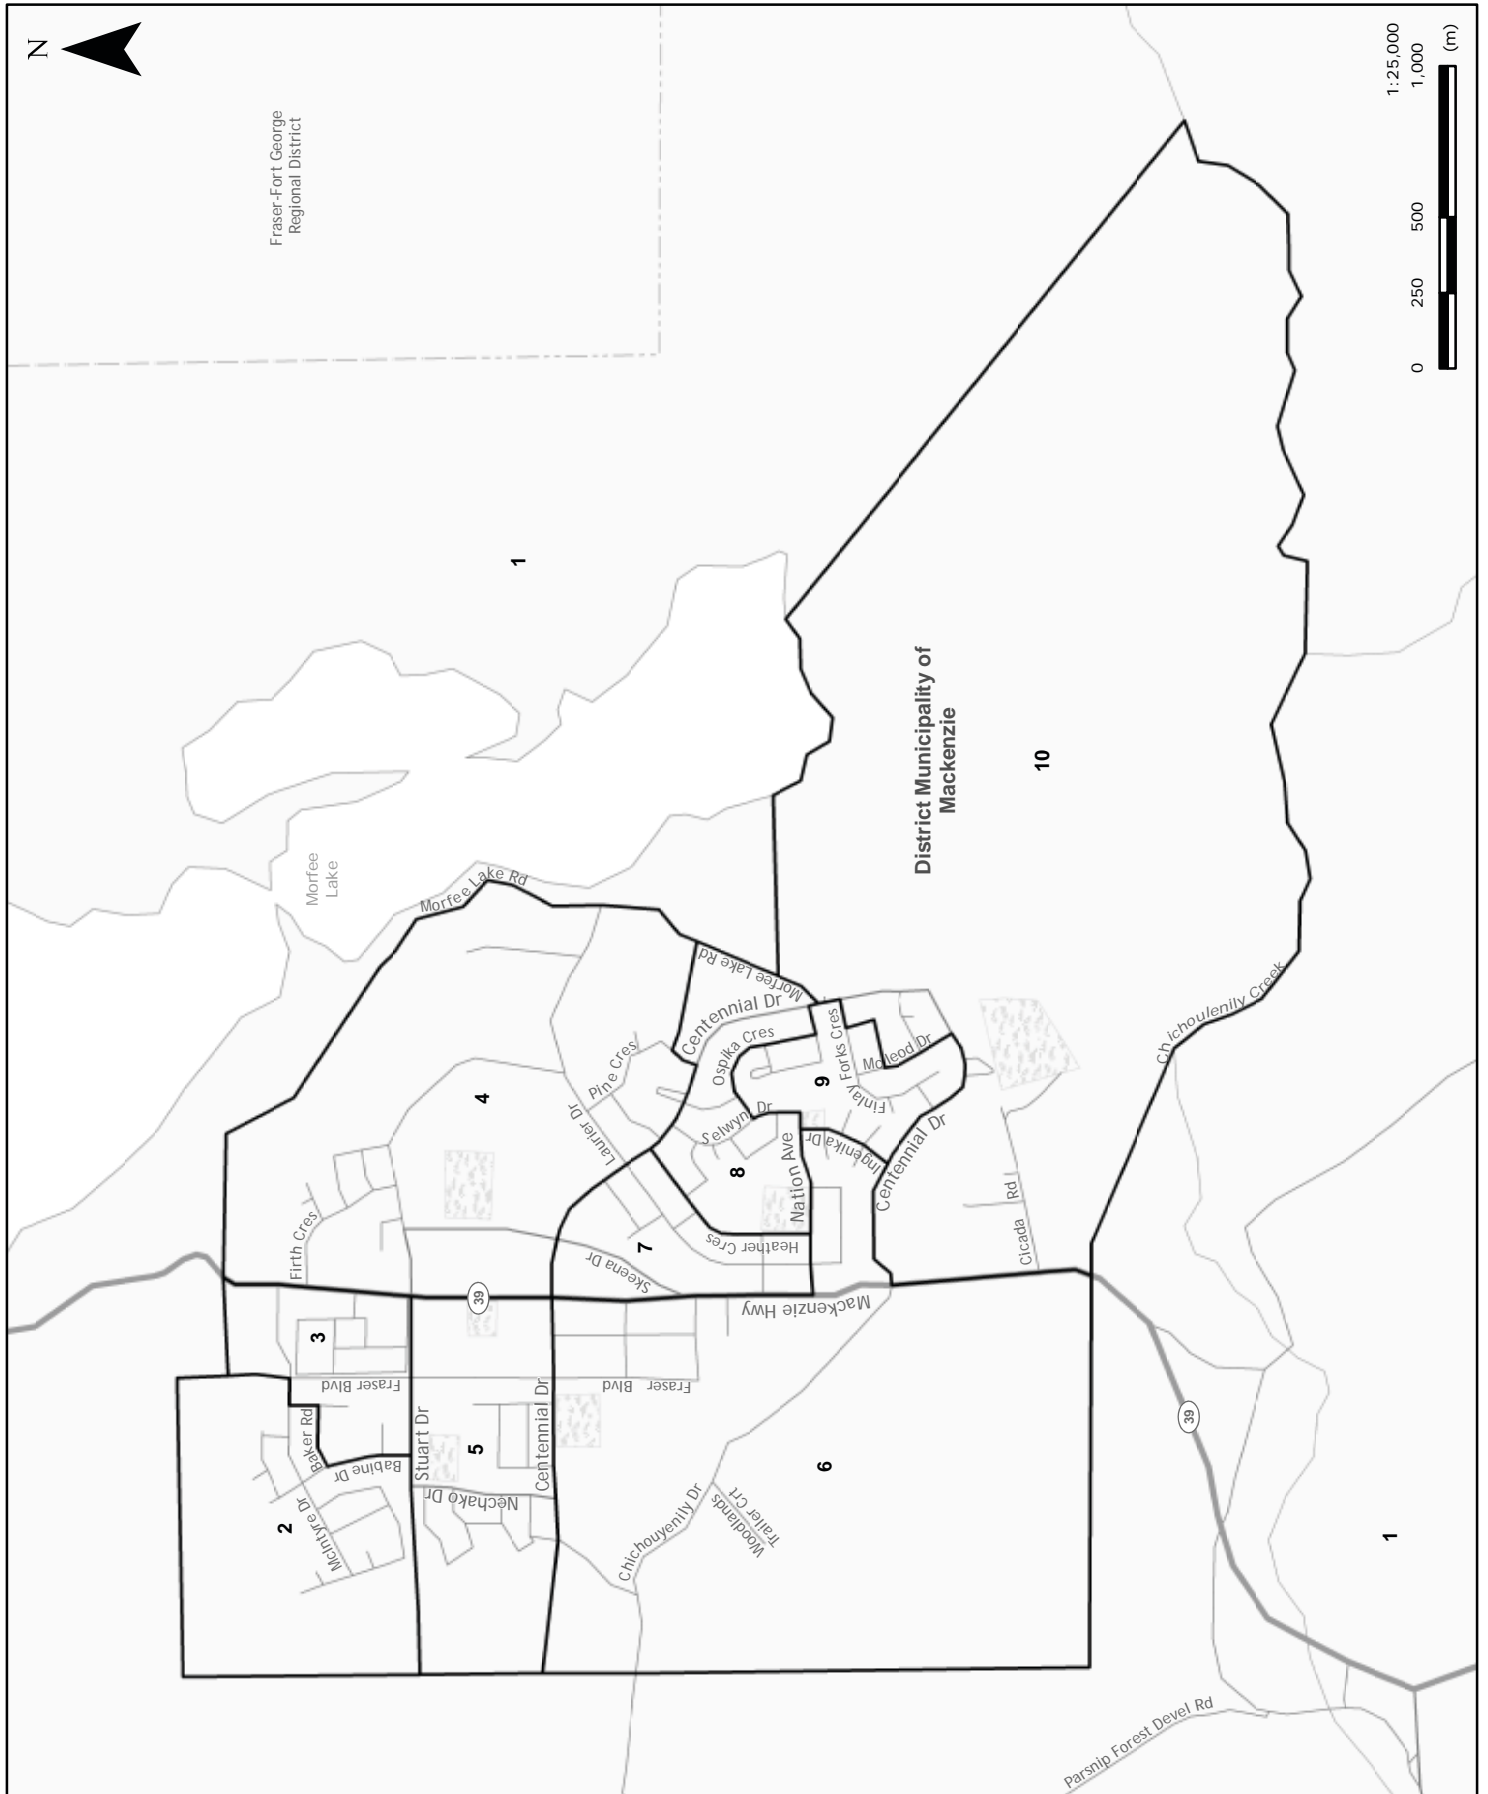 N
1:25,000
0 250 500 1,000 (m)
Fraser-Fort George
Regional District
1
Morfee
Lake
Morfee Lake Rd
Morfee Lake Rd
District Municipality of
Mackenzie
10
Chichoulenily Creek
4
Firth Cres
Laurier Dr
Pine Cres
Centennial Dr
Ospika Cres
Selwyn Dr
Finlay Forks Cres
Mcleod Dr
Finlay
9
8
Nation Ave
Ingenika Dr
Centennial Dr
Cicada Rd
7
Skeena Dr
Heather Cres
Mackenzie Hwy
39
3
Fraser Blvd
Fraser Blvd
Baker Rd
Babine Dr
McIntyre Dr
2
Stuart Dr
5
Nechako Dr
Centennial Dr
6
Chichouyenily Dr
Woodlands
Trailer Crt
39
1
Parsnip Forest Devel Rd